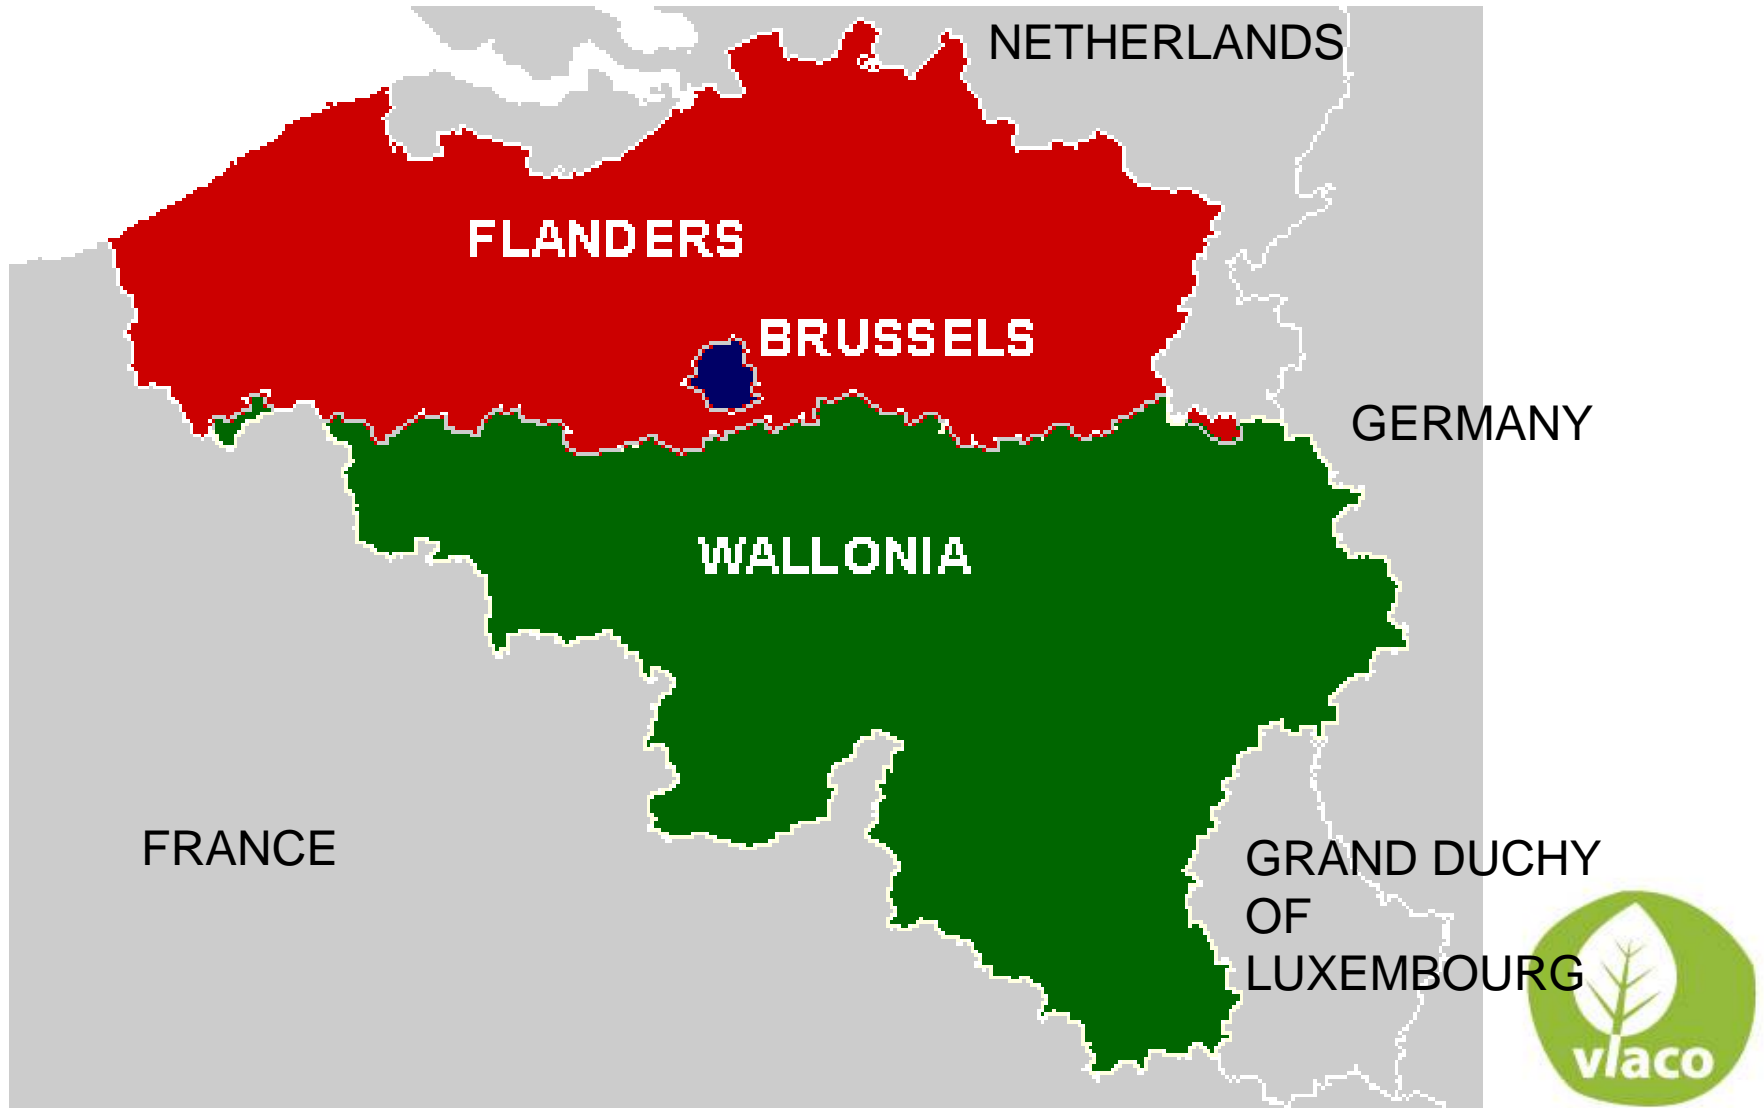 NETHERLANDS
FLANDERS
BRUSSELS
GERMANY
WALLONIA
FRANCE
GRAND DUCHY
OF
LUXEMBOURG
vlaco